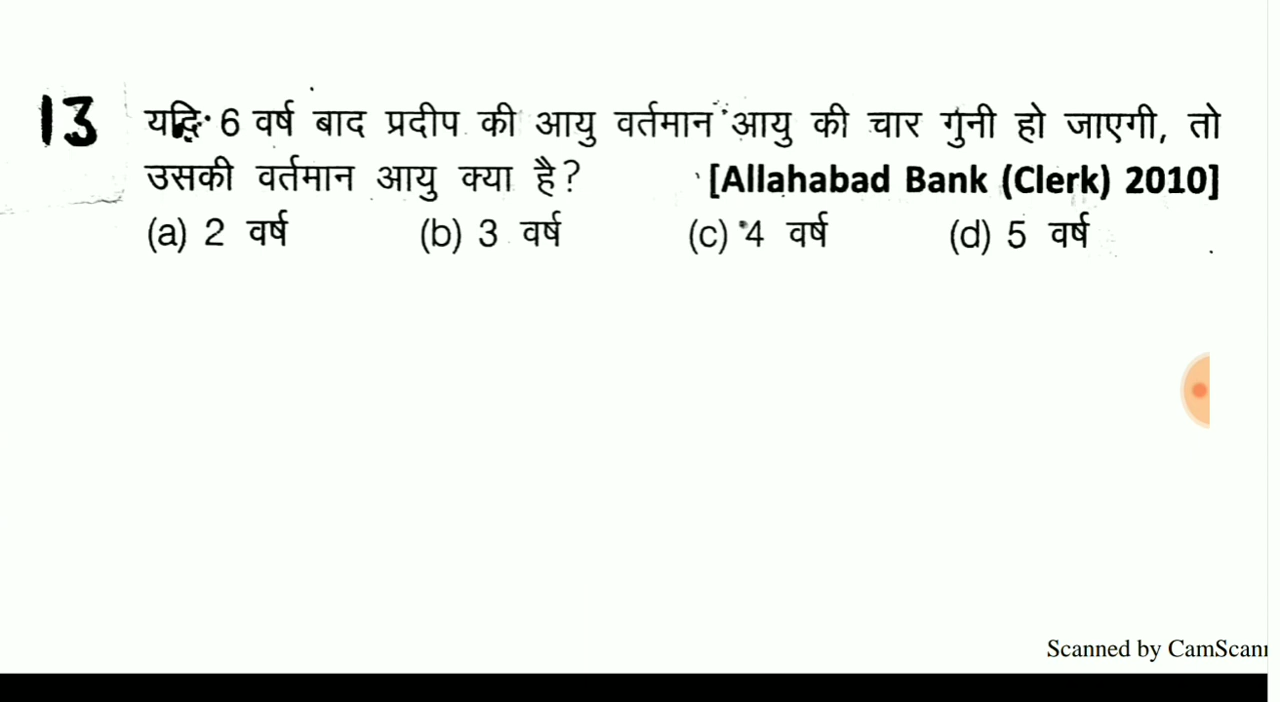 13 यदि 6 वर्ष बाद प्रदीप की आयु वर्तमान आयु की चार गुनी हो जाएगी, तो
उसकी वर्तमान आयु क्या है? [Allahabad Bank (Clerk) 2010]
(a) 2 वर्ष (b) 3 वर्ष (c) 4 वर्ष (d) 5 वर्ष
Scanned by CamScann